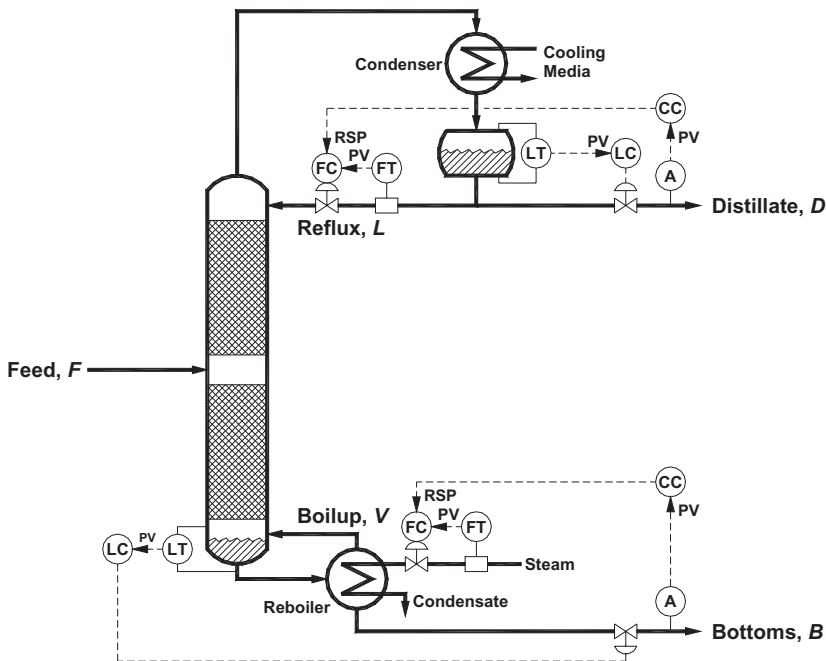 Condenser
Cooling
Media
CC
RSP
PV
FC
FT
LT
PV
LC
PV
A
Reflux, L
Distillate, D
Feed, F
Boilup, V
RSP
PV
FC
FT
CC
PV
LC
PV
LT
Steam
Reboiler
Condensate
A
Bottoms, B